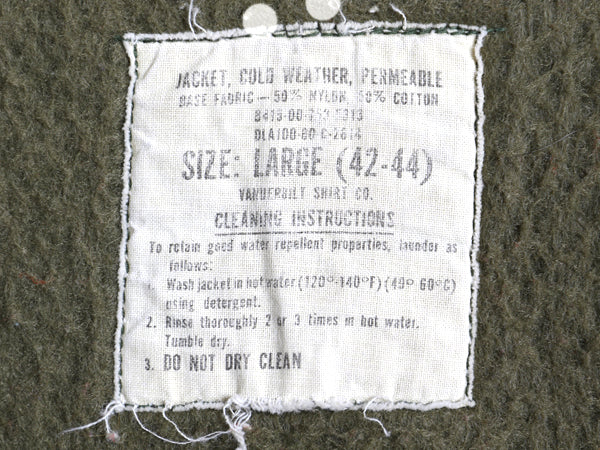 JACKET, COLD WEATHER, PERMEABLE
BASE FABRIC – 50% NYLON, 50% COTTON
DLA100-80-C-2614
SIZE: LARGE (42-44)
VANDERBILT SHIRT CO.
CLEANING INSTRUCTIONS
To retain good water repellent properties, launder as
follows:
1. Wash jacket in hot water (120°-140°F) (49° 60°C)
using detergent.
2. Rinse thoroughly 2 or 3 times in hot water.
Tumble dry.
3. DO NOT DRY CLEAN